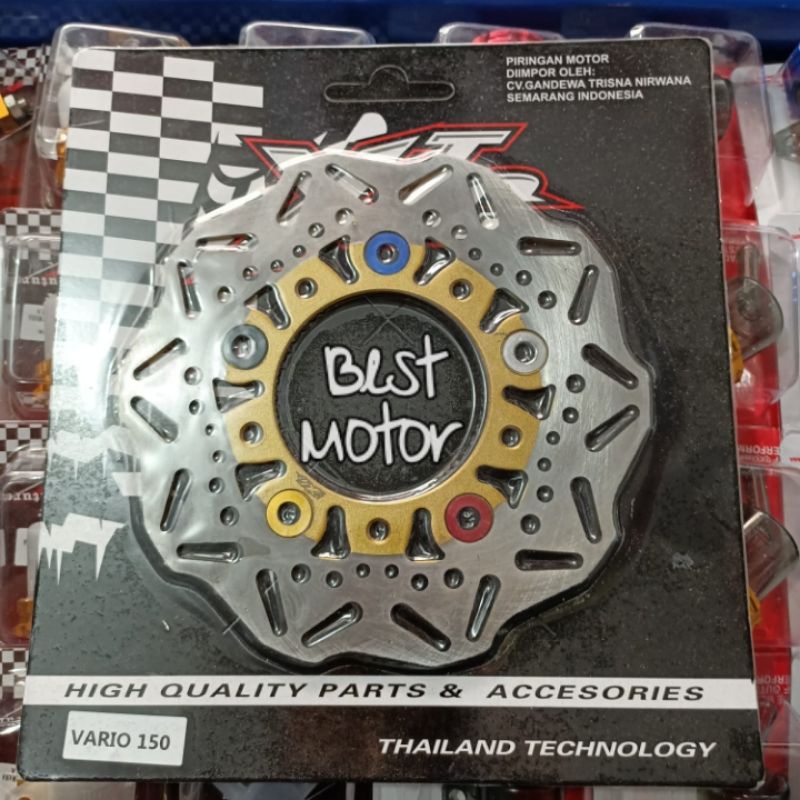 PIRINGAN MOTOR
DIIMPOR OLEH:
CV.GANDEWA TRISNA NIRWANA
SEMARANG INDONESIA
Best
Motor
HIGH QUALITY PARTS & ACCESORIES
VARIO 150
THAILAND TECHNOLOGY